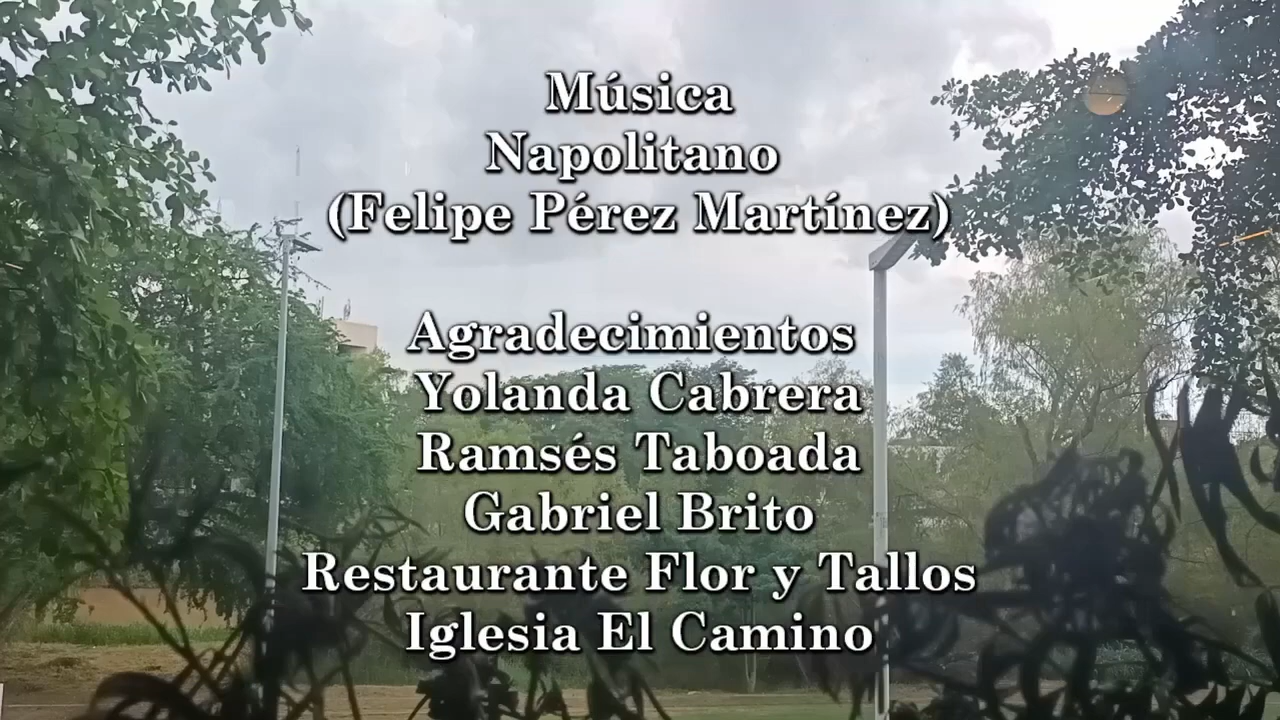 Música
Napolitano
(Felipe Pérez Martínez)
Agradecimientos
Yolanda Cabrera
Ramsés Taboada
Gabriel Brito
Restaurante Flor y Tallos
Iglesia El Camino